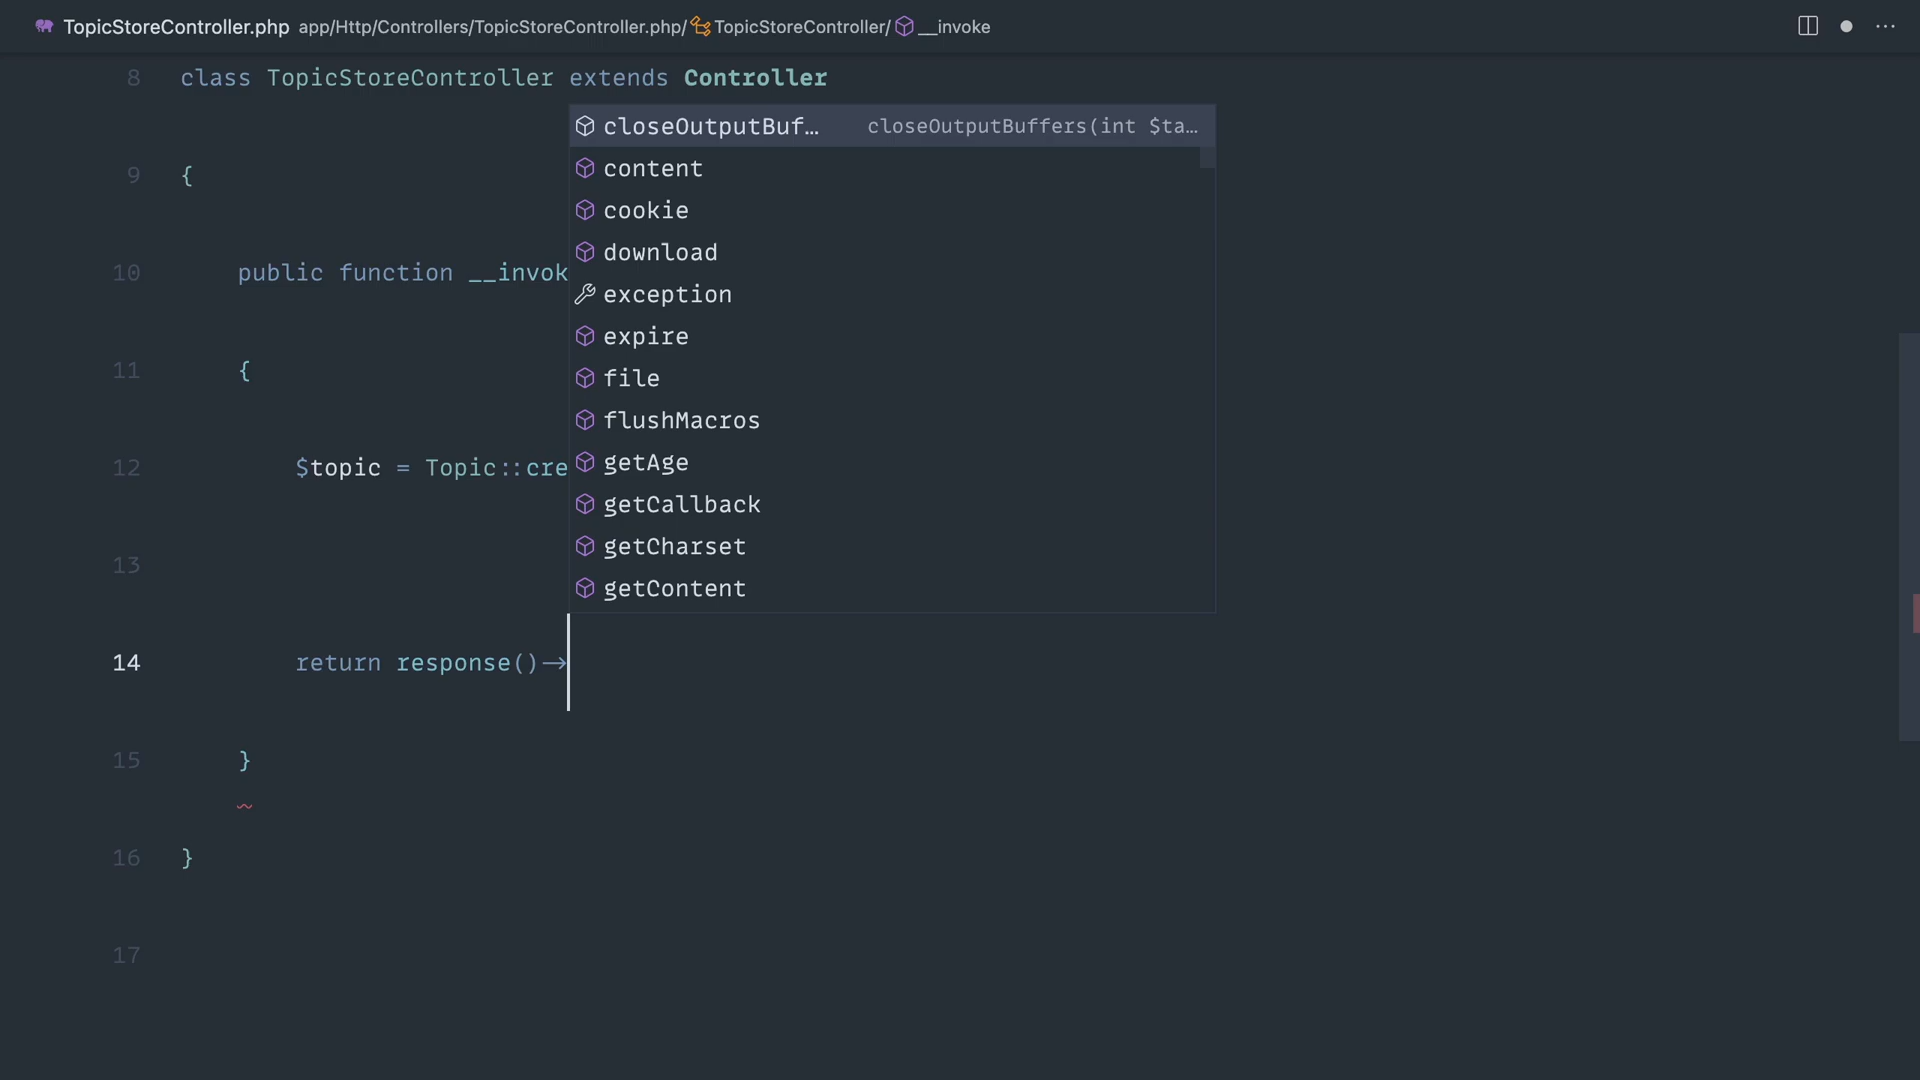 TopicStoreController.php app/Http/Controllers/TopicStoreController.php/ TopicStoreController/ __invoke
8 class TopicStoreController extends Controller
closeOutputBuf… closeOutputBuffers(int $ta…
9 {
content
cookie
download
10 public function __invok
exception
expire
11 {
file
flushMacros
12 $topic = Topic::cre
getAge
getCallback
13
getCharset
getContent
14 return response()->
15 }
16 }
17